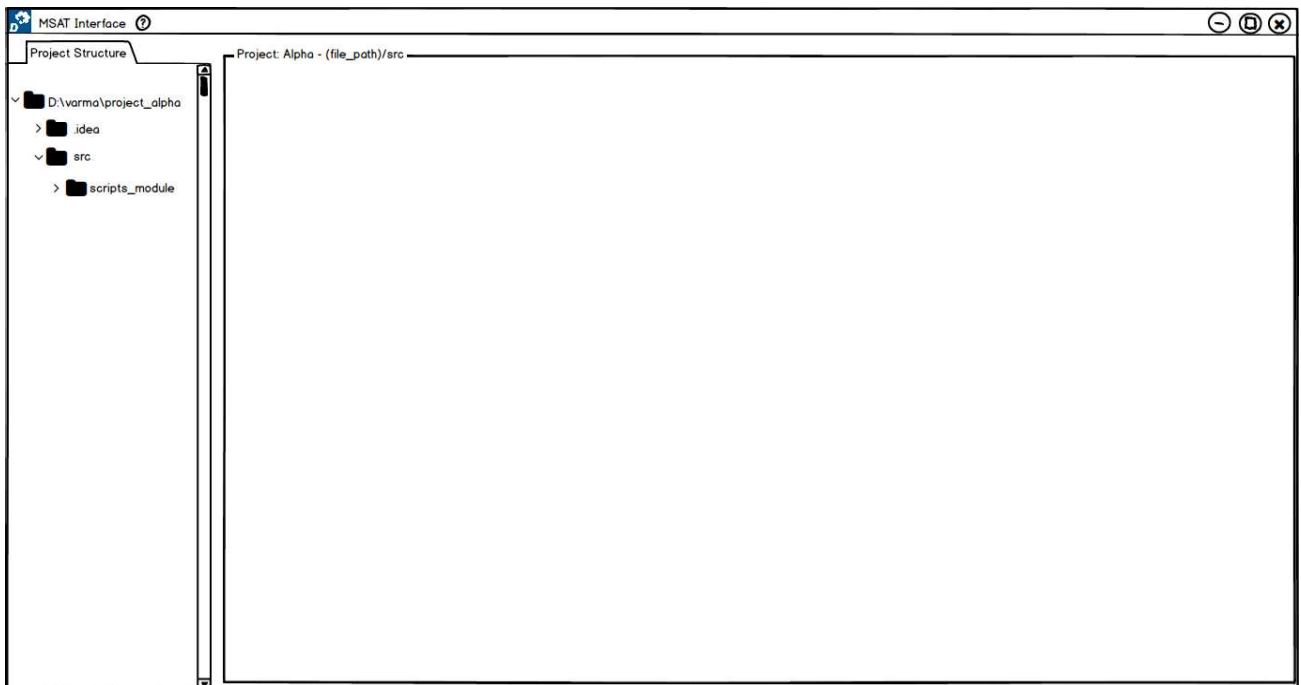 MSAT Interface ?
Project Structure
Project: Alpha - (file_path)/src
D:\varma\project_alpha
.idea
src
scripts_module